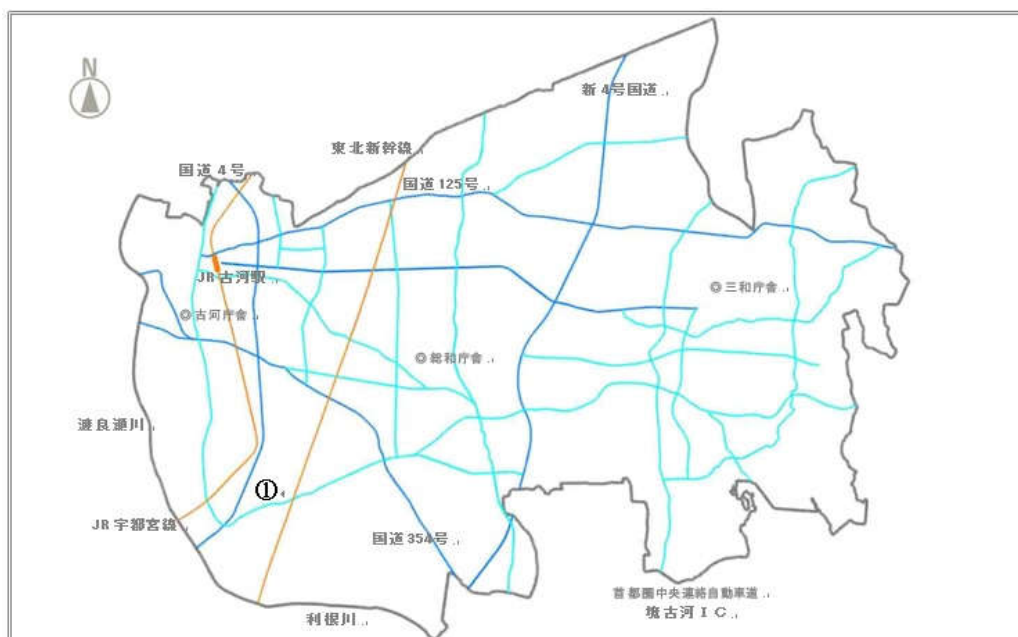 N
新4号国道
東北新幹線
国道4号
国道125号
JR古河駅
◎三和庁舎
◎古河庁舎
◎総和庁舎
渡良瀬川
①
JR宇都宮線
国道354号
首都圏中央連絡自動車道
境古河IC
利根川